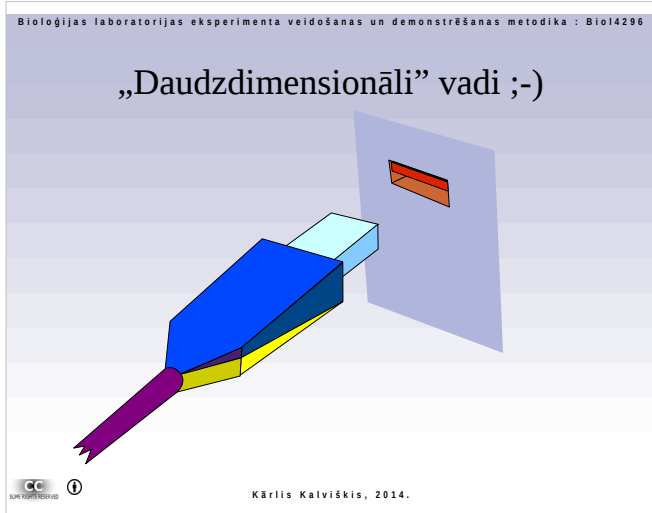 Bioloģijas laboratorijas eksperimenta veidošanas un demonstrēšanas metodika : Biol4296
„Daudzdimensionāli” vadi ;-)
CC
SOME RIGHTS RESERVED
Kārlis Kalviškis, 2014.